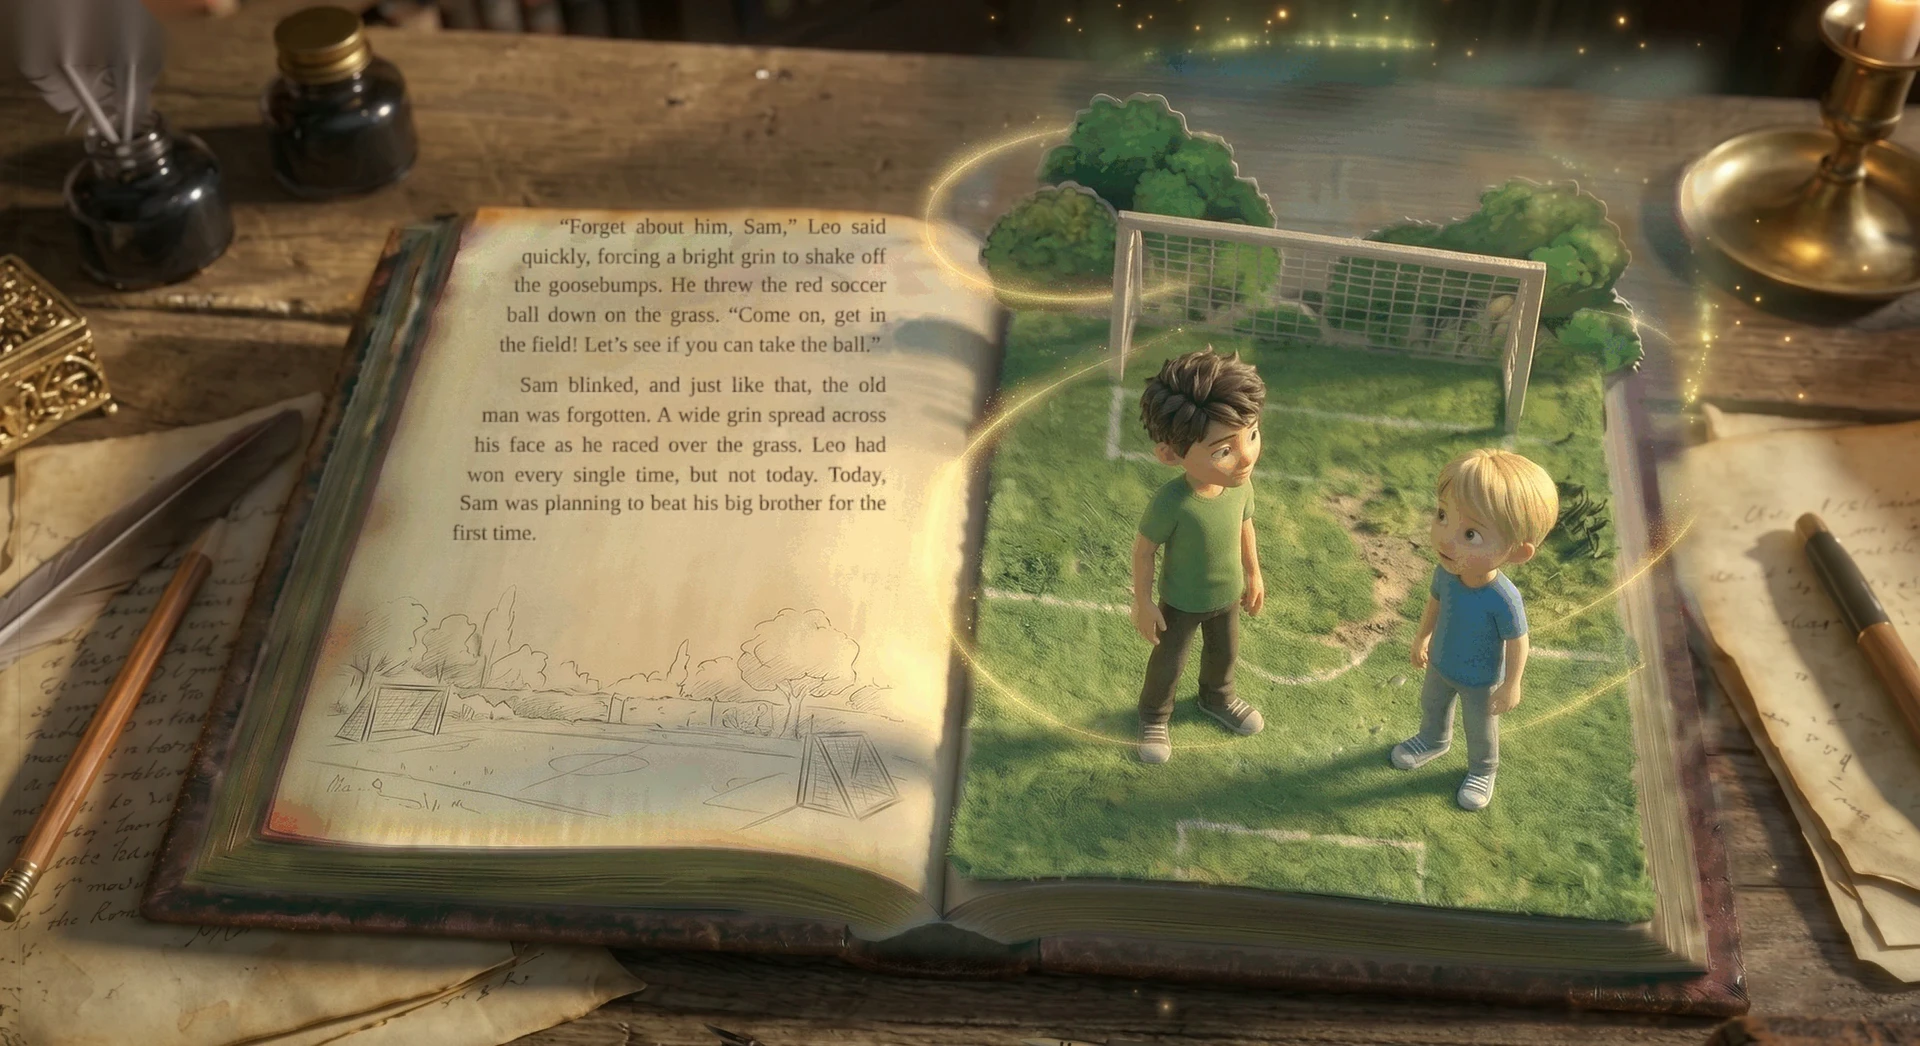 “Forget about him, Sam,” Leo said
quickly, forcing a bright grin to shake off
the goosebumps. He threw the red soccer
ball down on the grass. “Come on, get in
the field! Let’s see if you can take the ball.”
Sam blinked, and just like that, the old
man was forgotten. A wide grin spread across
his face as he raced over the grass. Leo had
won every single time, but not today. Today,
Sam was planning to beat his big brother for the
first time.